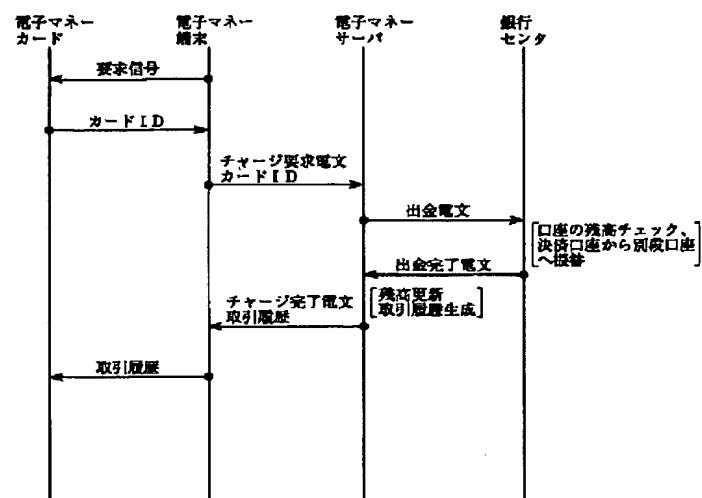 電子マネー
カード
電子マネー
端末
電子マネー
サーバ
銀行
センタ
要求信号
カードID
チャージ要求電文
カードID
出金電文
口座の残高チェック、
決済口座から別段口座
へ振替
出金完了電文
チャージ完了電文
取引履歴
残高更新
取引履歴生成
取引履歴